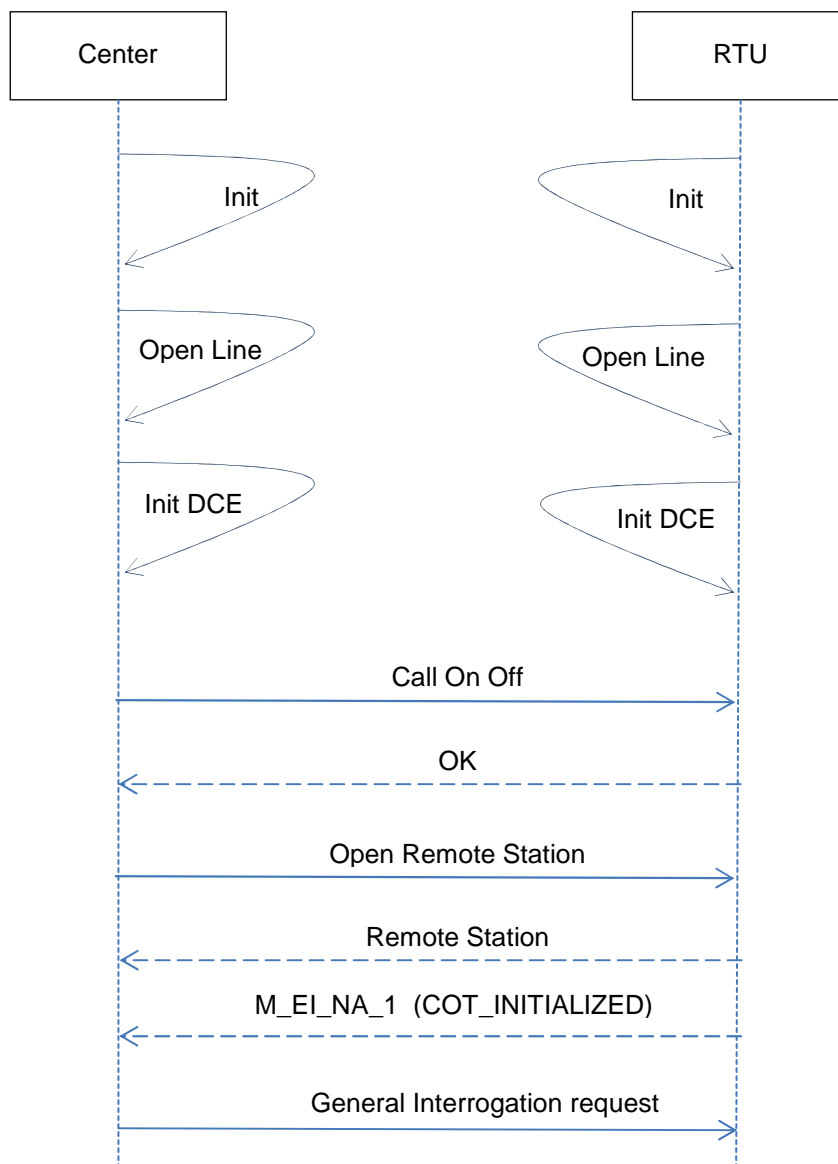 Center
RTU
Init
Init
Open Line
Open Line
Init DCE
Init DCE
Call On Off
OK
Open Remote Station
Remote Station
M_EI_NA_1 (COT_INITIALIZED)
General Interrogation request